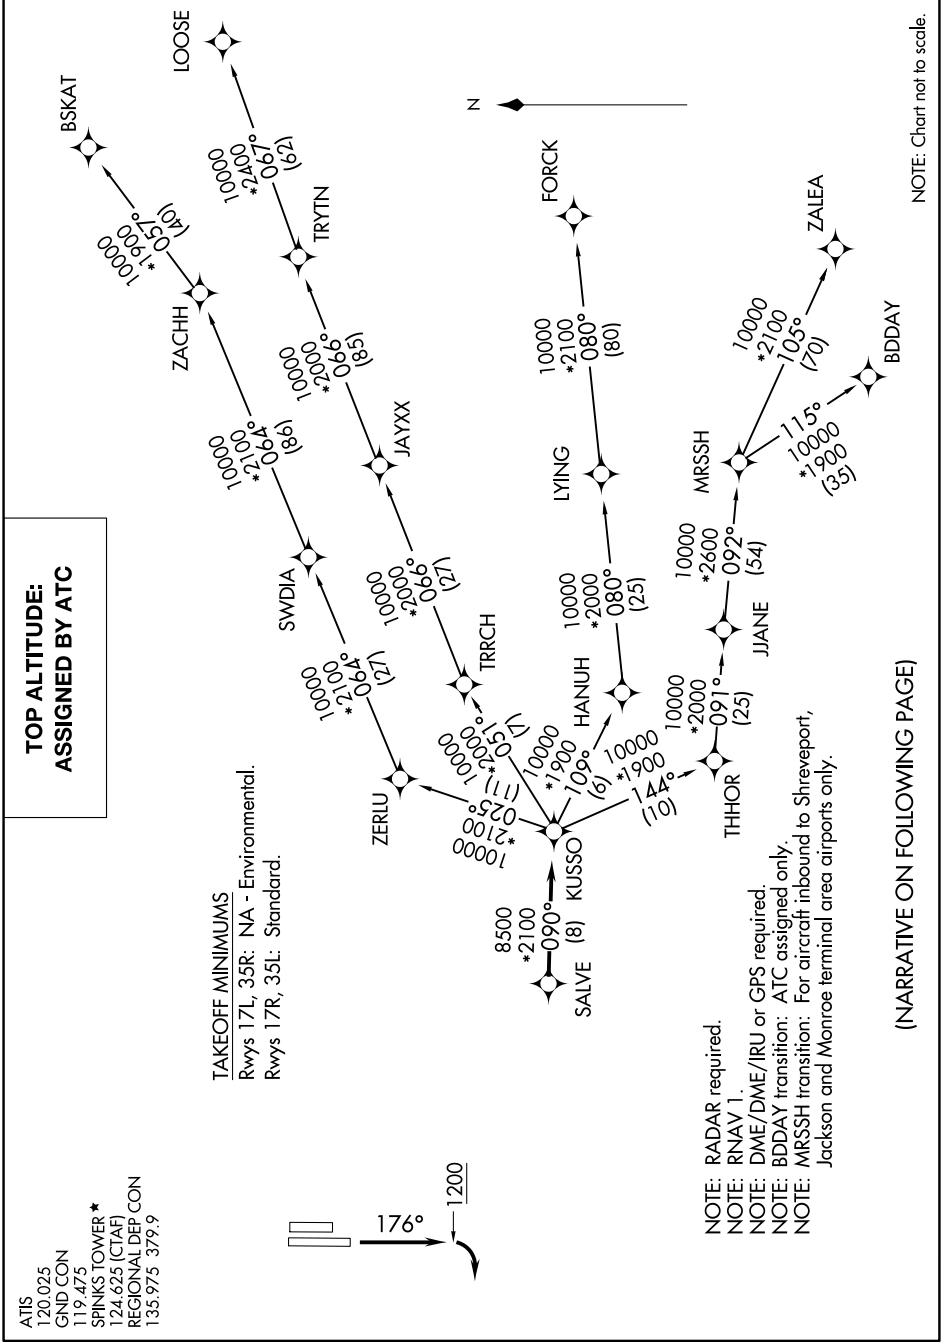 ATIS
120.025
GND CON
119.475
SPINKS TOWER ★
124.625 (CTAF)
REGIONAL DEP CON
135.975 379.9
TOP ALTITUDE:
ASSIGNED BY ATC
TAKEOFF MINIMUMS
Rwys 17L, 35R: NA - Environmental.
Rwys 17R, 35L: Standard.
176°
1200
SALVE
8500
*2100
090°
(8)
KUSSO
10000
*2100
025°
(11)
ZERLU
10000
*2100
064°
(27)
SWDIA
10000
*2100
064°
(86)
ZACHH
10000
*1900
057°
(40)
BSKAT
10000
*2000
051°
(7)
TRRCH
10000
*2000
066°
(27)
JAYXX
10000
*2000
066°
(85)
TRYTN
10000
*2400
067°
(62)
LOOSE
N
10000
*1900
109°
(6)
HANUH
10000
*2000
080°
(25)
LYING
10000
*2100
080°
(80)
FORCK
10000
*1900
144°
(10)
THHOR
10000
*2000
091°
(25)
JJANE
10000
*2600
092°
(54)
MRSSH
10000
*2100
105°
(70)
ZALEA
115°
10000
*1900
(35)
BDDAY
NOTE: RADAR required.
NOTE: RNAV 1.
NOTE: DME/DME/IRU or GPS required.
NOTE: BDDAY transition: ATC assigned only.
NOTE: MRSSH transition: For aircraft inbound to Shreveport,
Jackson and Monroe terminal area airports only.
(NARRATIVE ON FOLLOWING PAGE)
NOTE: Chart not to scale.